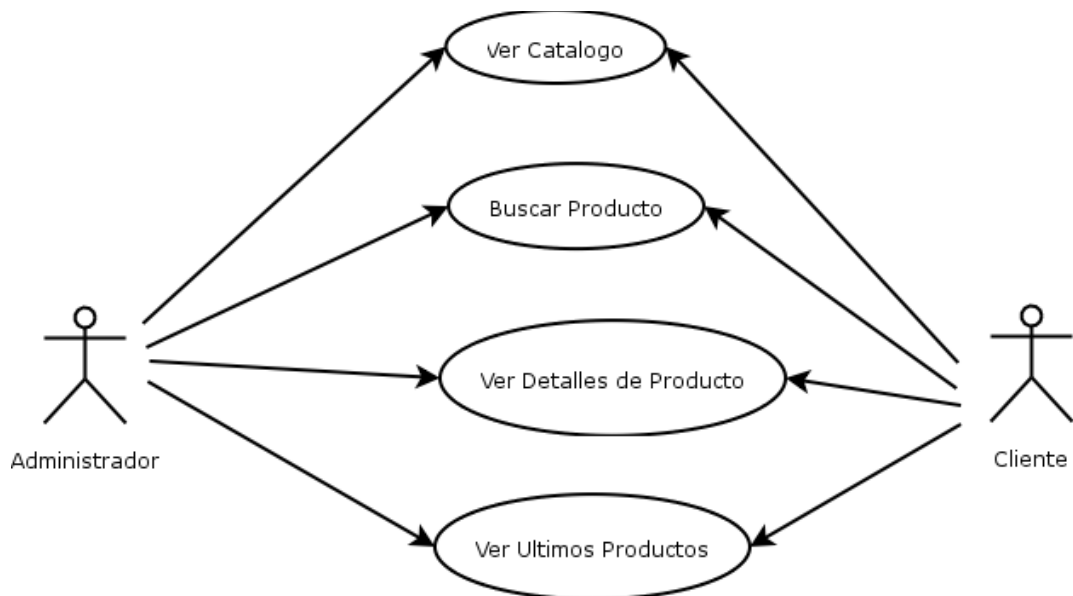 Ver Catalogo
Buscar Producto
Ver Detalles de Producto
Administrador
Cliente
Ver Ultimos Productos